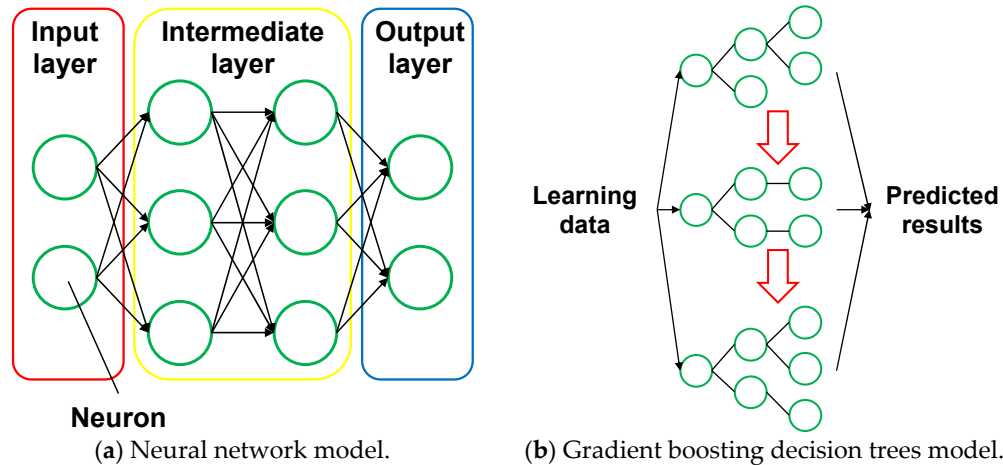 Input
layer
Intermediate
layer
Output
layer
Neuron
(a) Neural network model.
Learning
data
Predicted
results
(b) Gradient boosting decision trees model.